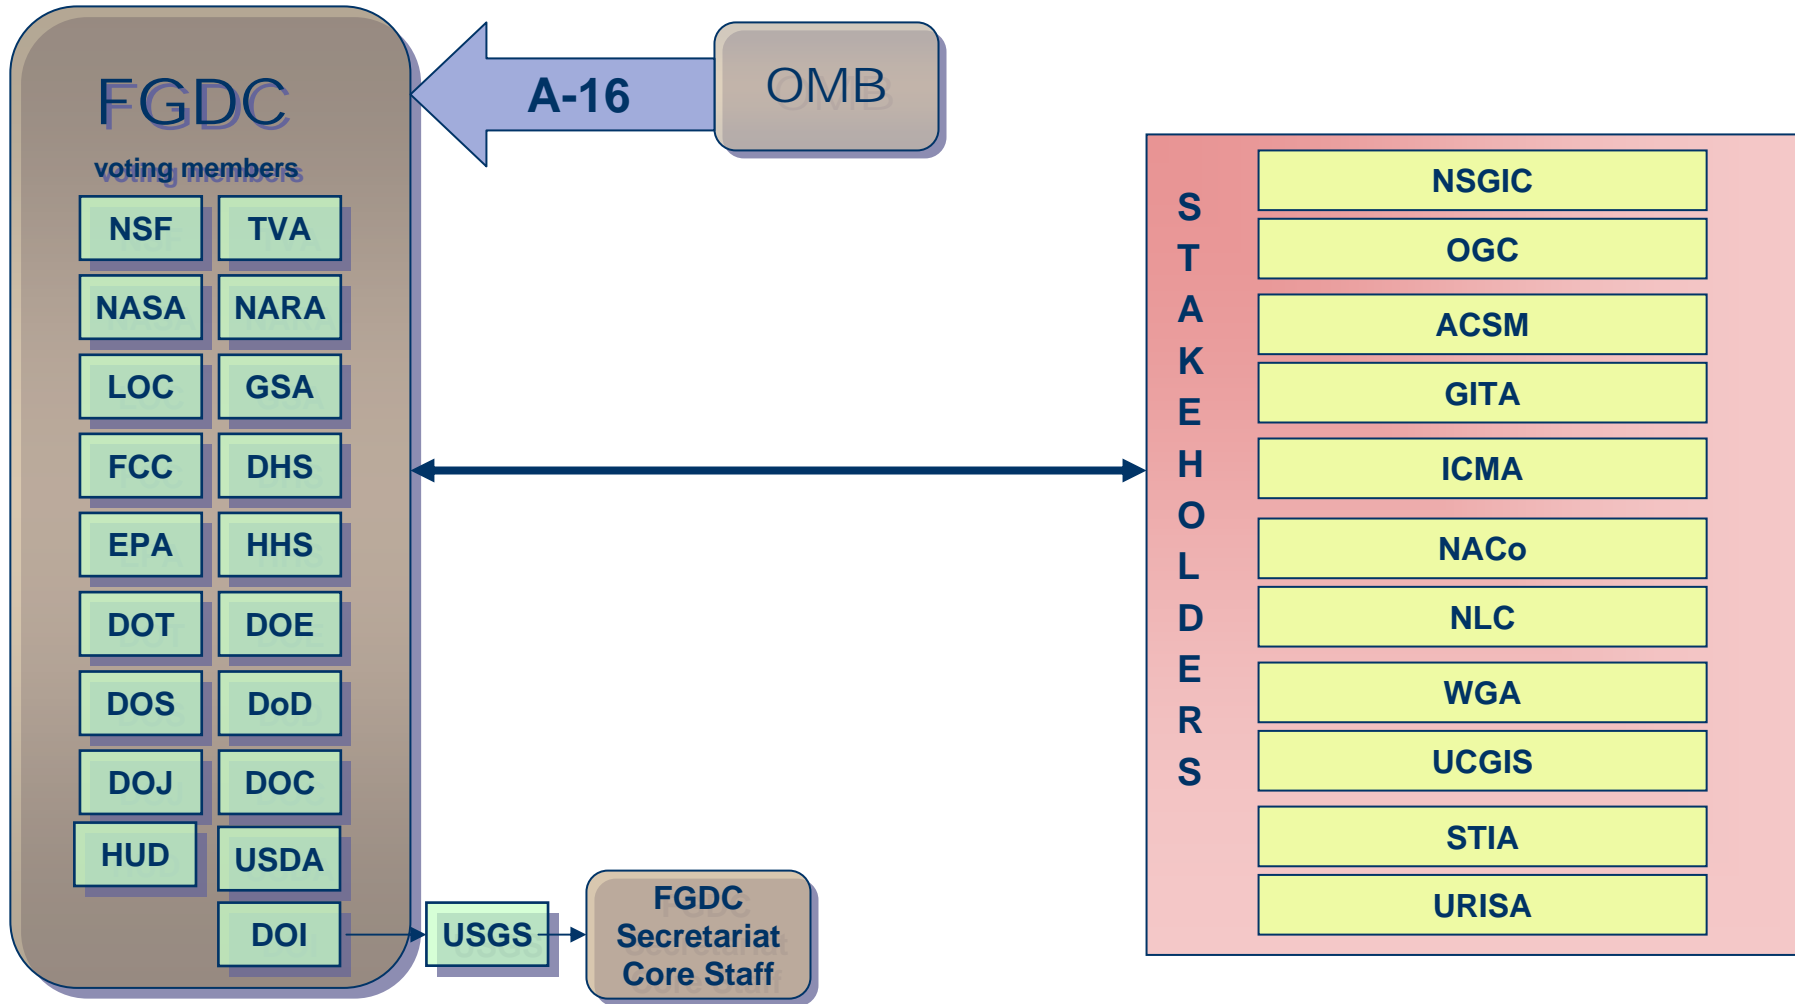 FGDC
voting members
NSF TVA
NASA NARA
LOC GSA
FCC DHS
EPA HHS
DOT DOE
DOS DoD
DOJ DOC
HUD USDA
DOI
USGS
FGDC
Secretariat
Core Staff
A-16
OMB
STAKEHOLDERS
NSGIC
OGC
ACSM
GITA
ICMA
NACo
NLC
WGA
UCGIS
STIA
URISA